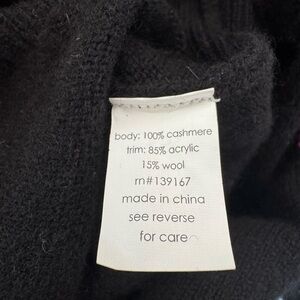 body: 100% cashmere
trim: 85% acrylic
15% wool
rn#139167
made in china
see reverse
for care